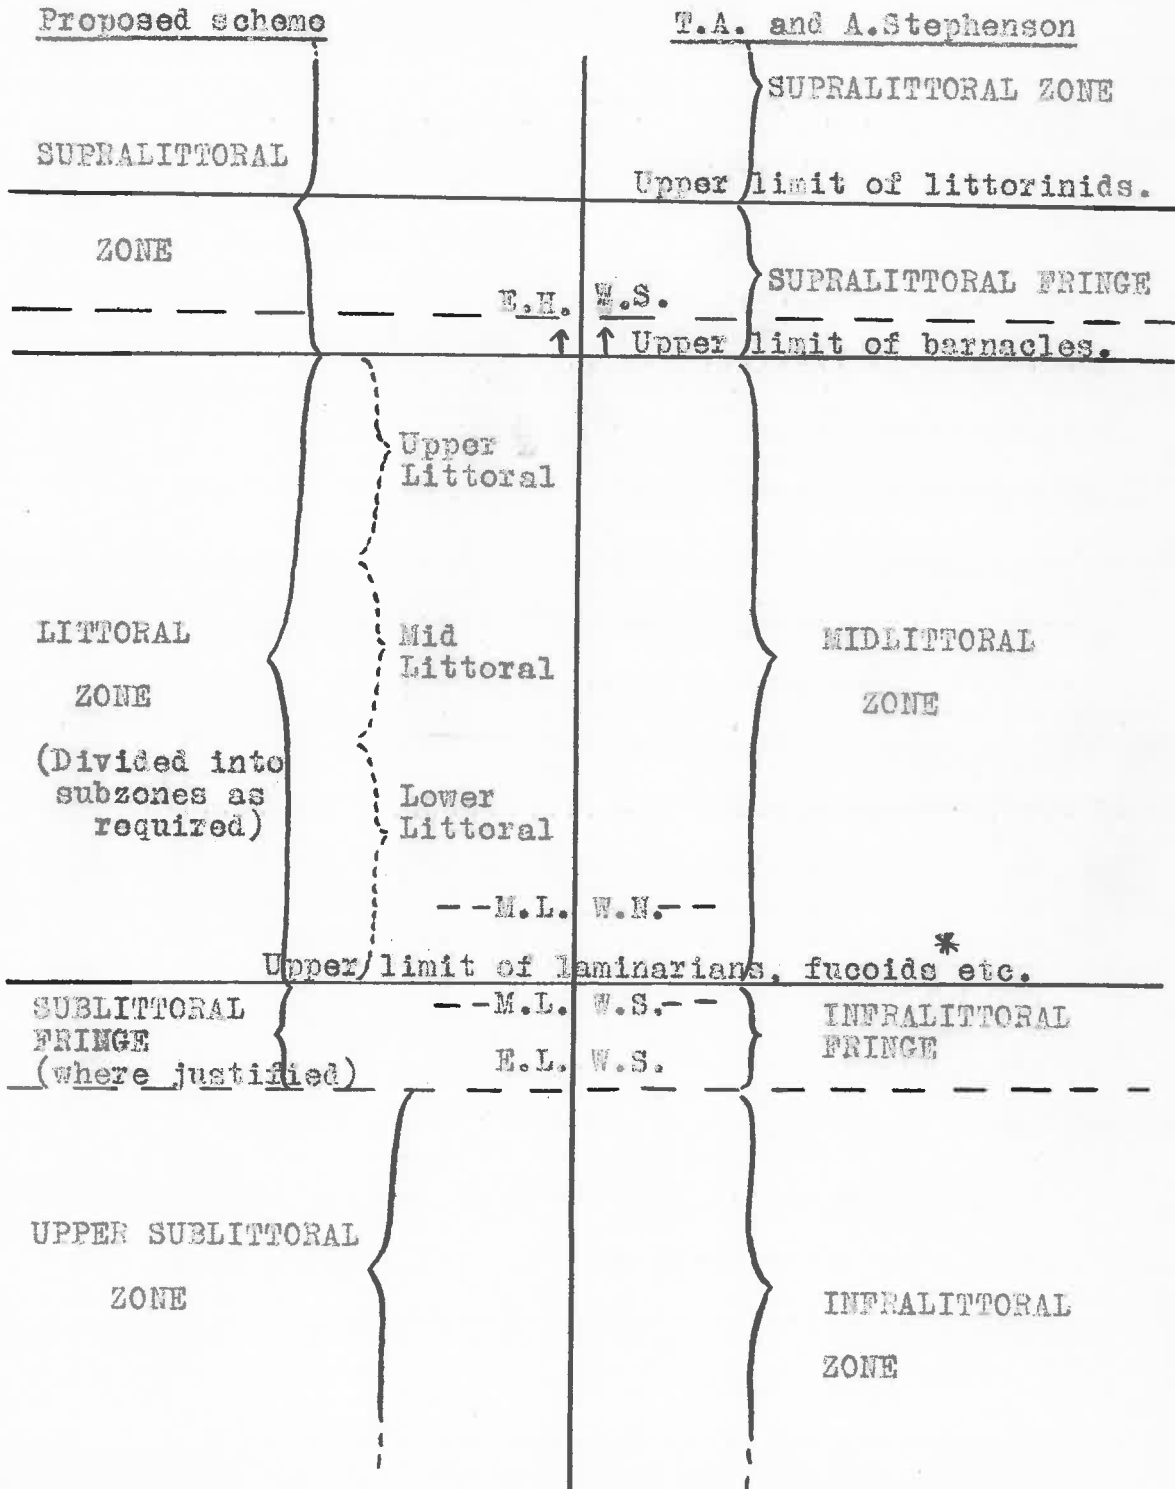 Proposed scheme
T.A. and A.Stephenson
SUPRALITTORAL ZONE
SUPRALITTORAL
Upper limit of littorinids.
ZONE
SUPRALITTORAL FRINGE
E.H. W.S.
↑ ↑ Upper limit of barnacles.
Upper
Littoral
LITTORAL
ZONE
(Divided into
subzones as
required)
Mid
Littoral
MIDLITTORAL
ZONE
Lower
Littoral
--M.L. W.N.--
Upper limit of laminarians, fucoids* etc.
SUBLITTORAL
FRINGE
(where justified)
--M.L. W.S.--
E.L. W.S.
INFRALITTORAL
FRINGE
UPPER SUBLITTORAL
ZONE
INFRALITTORAL
ZONE